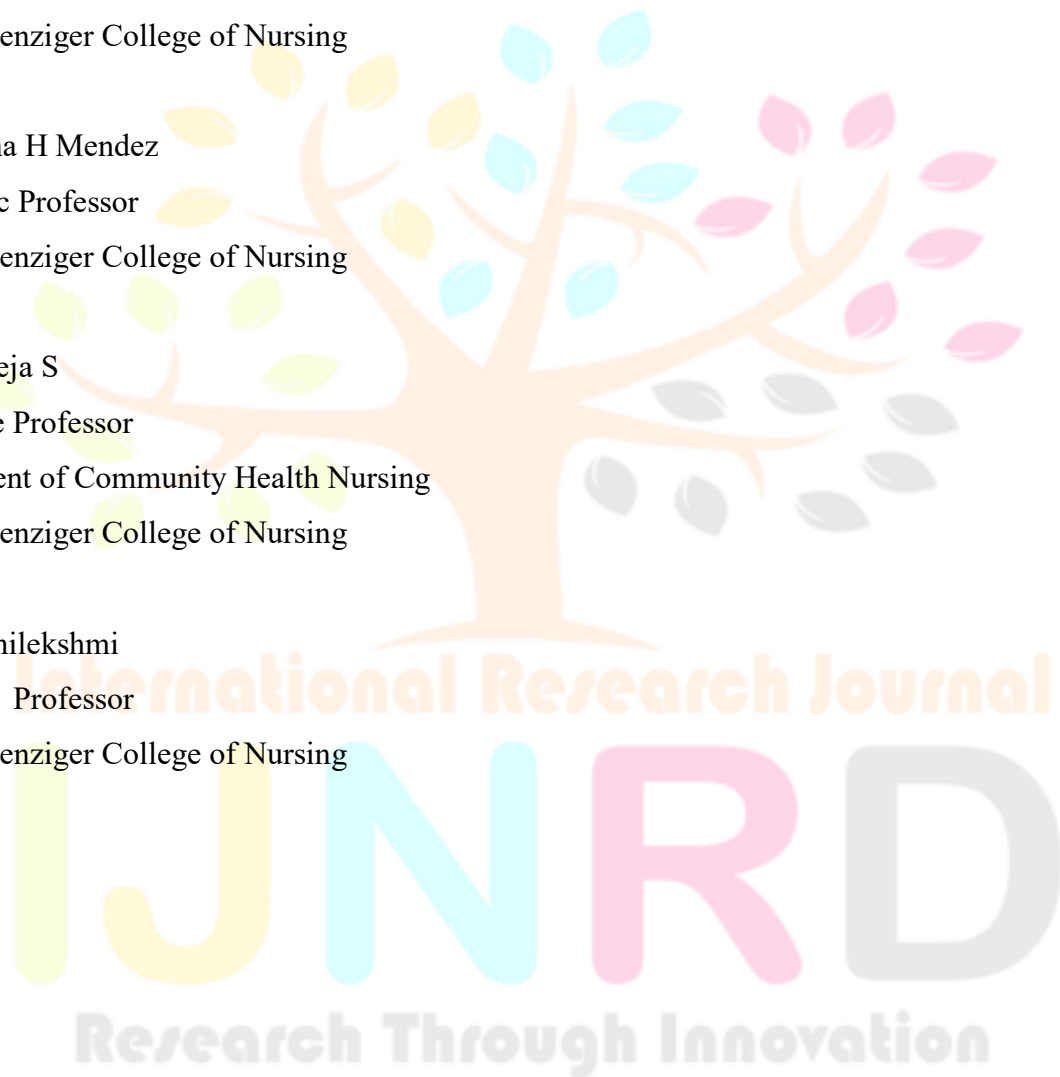 enziger College of Nursing
na H Mendez
c Professor
enziger College of Nursing
eja S
e Professor
ent of Community Health Nursing
enziger College of Nursing
nilekshmi
Professor
enziger College of Nursing
International Research Journal
IJNRD
Research Through Innovation